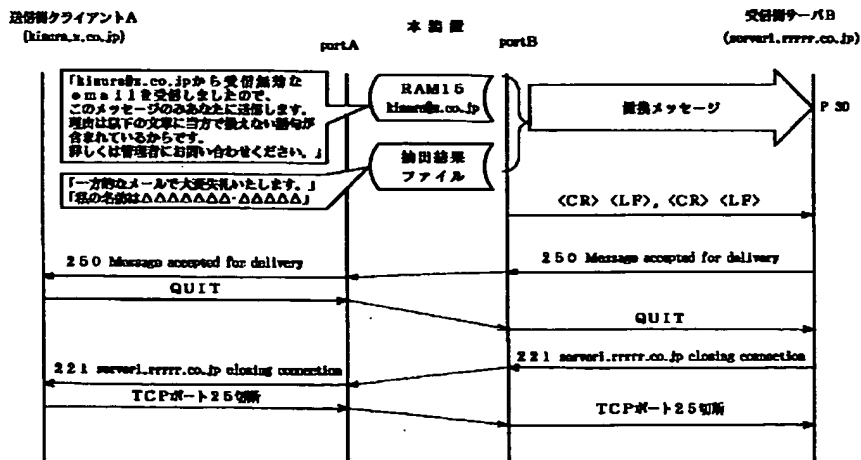 送信側クライアントA
(kimura_z.co.jp)
portA
本装置
portB
受信側サーバB
(server1.rrrrr.co.jp)
「kimura@z.co.jpから受信無効な
emailを受信しましたので、
このメッセージのみあなたに送信します。
理由は以下の文章に当方で扱えない語句が
含まれているからです。
詳しくは管理者にお問い合わせください。」
RAM15
kimura@z.co.jp
置換メッセージ
P30
抽出結果
ファイル
「一方的なメールで大変失礼いたします。」
「私の名前は△△△△△△△-△△△△△」
<CR> <LF>, <CR> <LF>
250 Message accepted for delivery
250 Message accepted for delivery
QUIT
QUIT
221 server1.rrrrr.co.jp closing connection
221 server1.rrrrr.co.jp closing connection
TCPポート25切断
TCPポート25切断